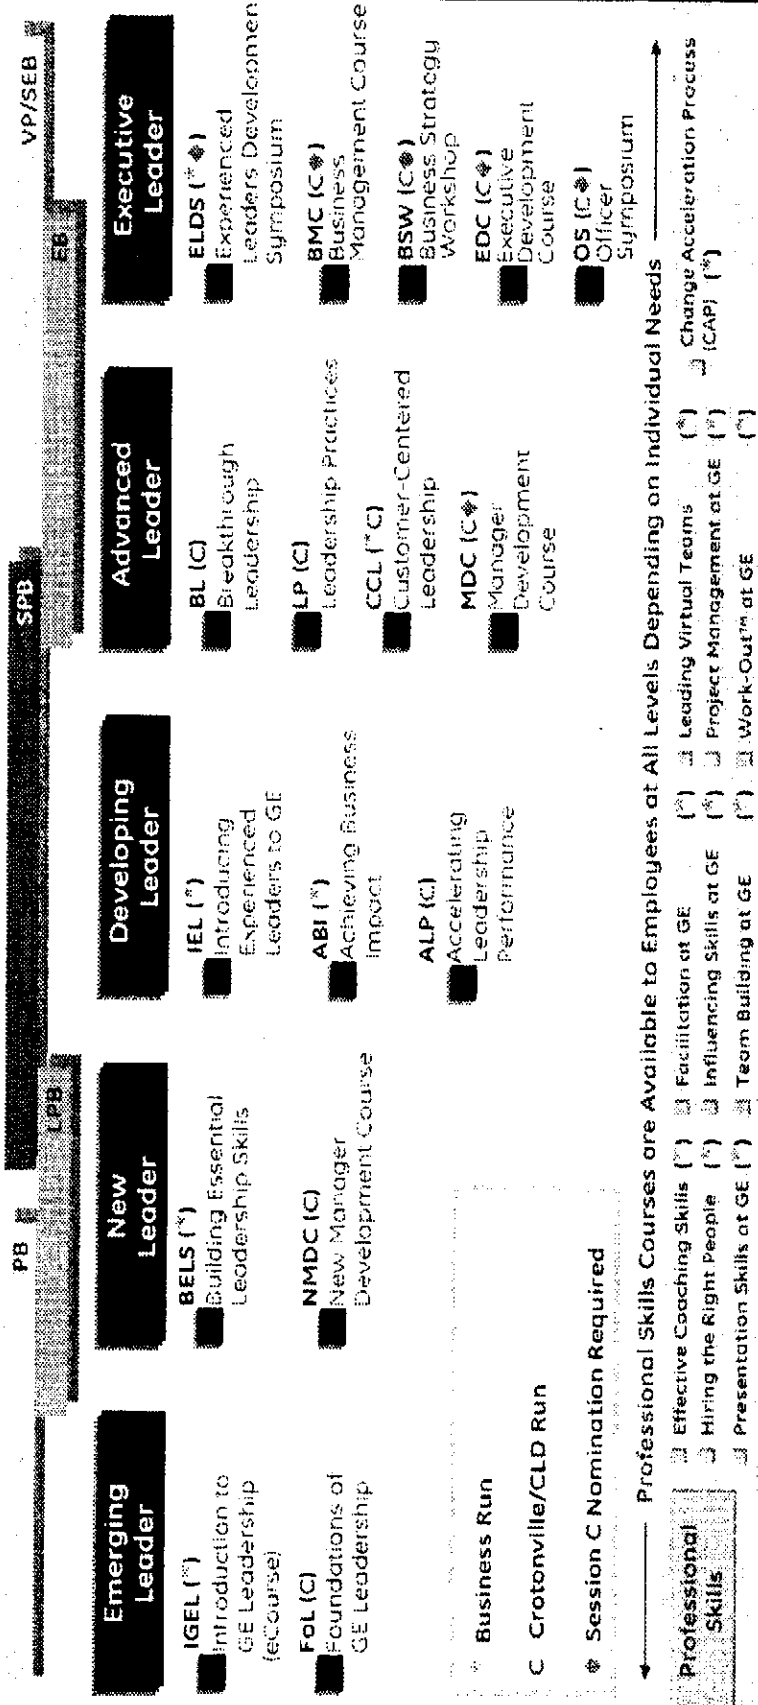 PB
LPB
SPB
EB
VP/SEB
Emerging
Leader
IGEL (*)
Introduction to
GE Leadership
(eCourse)
FoL (C)
Foundations of
GE Leadership
New
Leader
BELS (*)
Building Essential
Leadership Skills
NMDC (C)
New Manager
Development Course
Developing
Leader
IEL (*)
Introducing
Experienced
Leaders to GE
ABI (*)
Achieving Business
Impact
ALP (C)
Accelerating
Leadership
Performance
Advanced
Leader
BL (C)
Breakthrough
Leadership
LP (C)
Leadership Practices
CCL (*C)
Customer-Centered
Leadership
MDC (C◆)
Manager
Development
Course
Executive
Leader
ELDS (*◆)
Experienced
Leaders Developmen
Symposium
BMC (C◆)
Business
Management Course
BSW (C◆)
Business Strategy
Workshop
EDC (C◆)
Executive
Development
Course
OS (C◆)
Officer
Symposium
* Business Run
C Crotonville/CLD Run
◆ Session C Nomination Required
Professional Skills Courses are Available to Employees at All Levels Depending on Individual Needs
Professional
Skills
Effective Coaching Skills (*)
Hiring the Right People (*)
Presentation Skills at GE (*)
Facilitation at GE (*)
Influencing Skills at GE (*)
Team Building at GE (*)
Leading Virtual Teams (*)
Project Management at GE (*)
Work-Out™ at GE (*)
Change Acceleration Process
(CAP) (*)